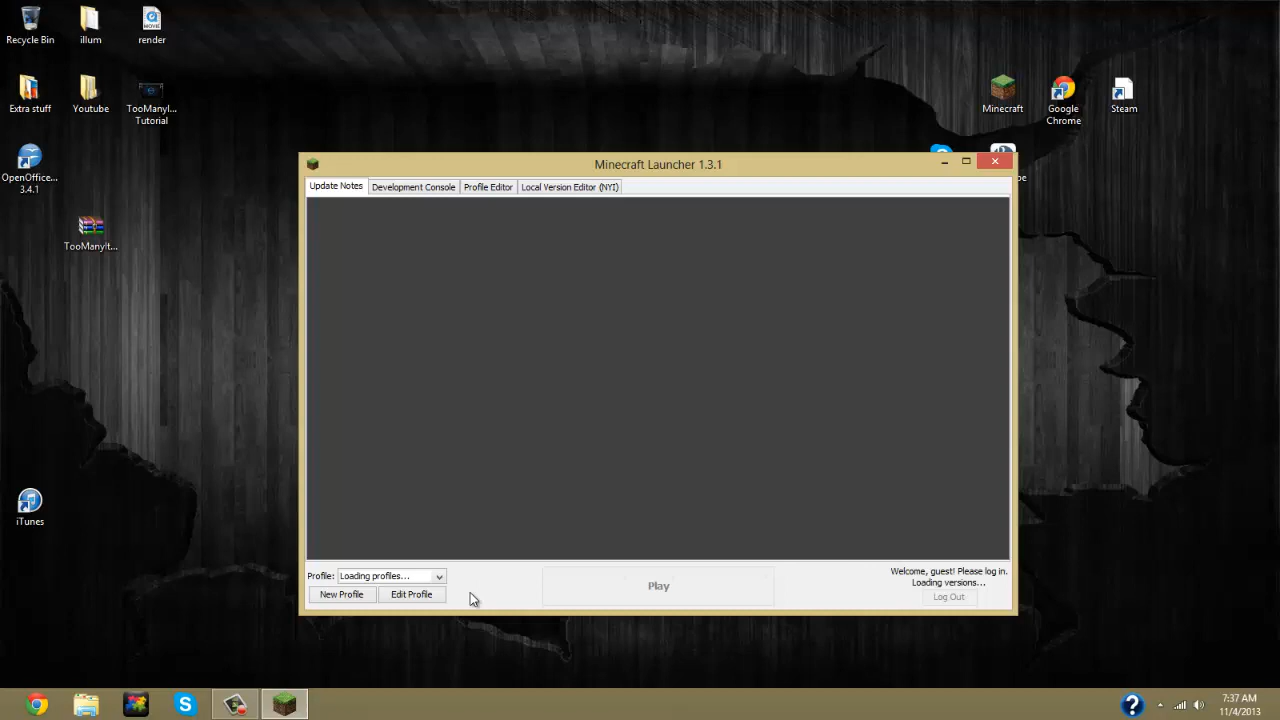 Recycle Bin
illum
render
Extra stuff
Youtube
TooManyI...
Tutorial
Minecraft
Google
Chrome
Steam
OpenOffice...
3.4.1
TooManyIt...
iTunes
Minecraft Launcher 1.3.1
Update Notes
Development Console
Profile Editor
Local Version Editor (NYI)
Profile:
Loading profiles...
New Profile
Edit Profile
Play
Welcome, guest! Please log in.
Loading versions...
Log Out
7:37 AM
11/4/2013